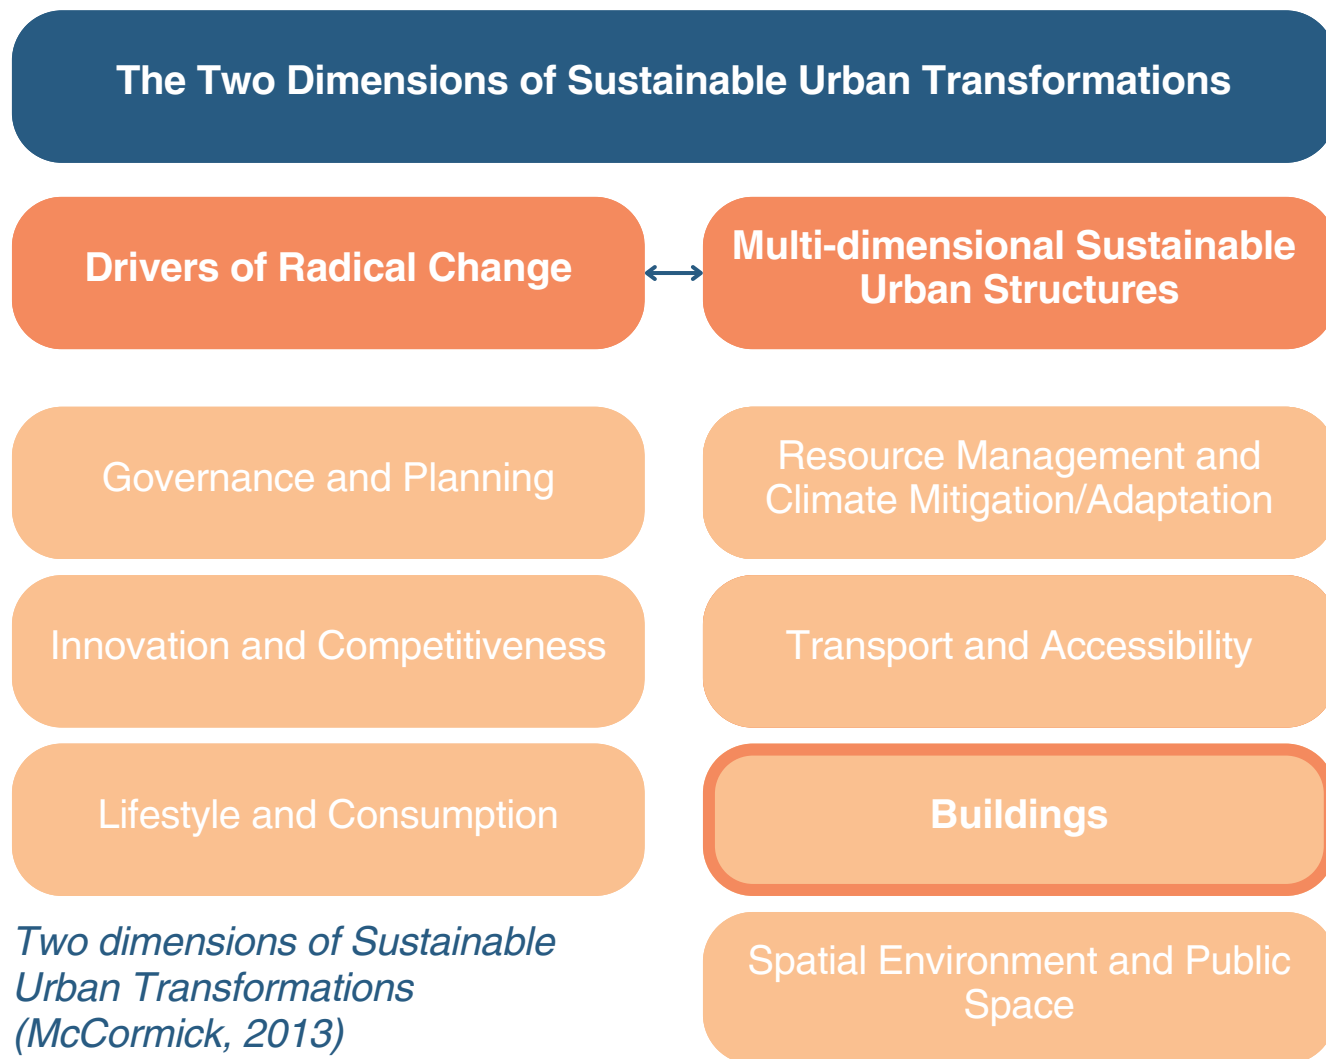 The Two Dimensions of Sustainable Urban Transformations
Drivers of Radical Change
Multi-dimensional Sustainable
Urban Structures
Governance and Planning
Resource Management and
Climate Mitigation/Adaptation
Innovation and Competitiveness
Transport and Accessibility
Lifestyle and Consumption
Buildings
Two dimensions of Sustainable
Urban Transformations
(McCormick, 2013)
Spatial Environment and Public
Space